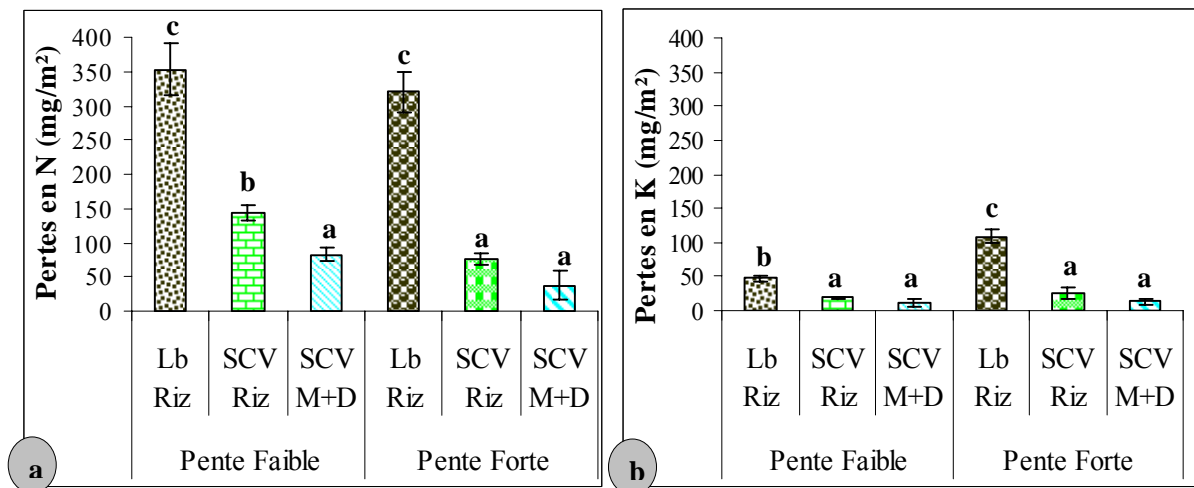 Pertes en N (mg/m²)
400
350
300
250
200
150
100
50
0
c
b
a
c
a
a
Lb SCV SCV Lb SCV SCV
Riz Riz M+D Riz Riz M+D
Pente Faible Pente Forte
a
Pertes en K (mg/m²)
400
350
300
250
200
150
100
50
0
b
a
a
c
a
a
Lb SCV SCV Lb SCV SCV
Riz Riz M+D Riz Riz M+D
Pente Faible Pente Forte
b